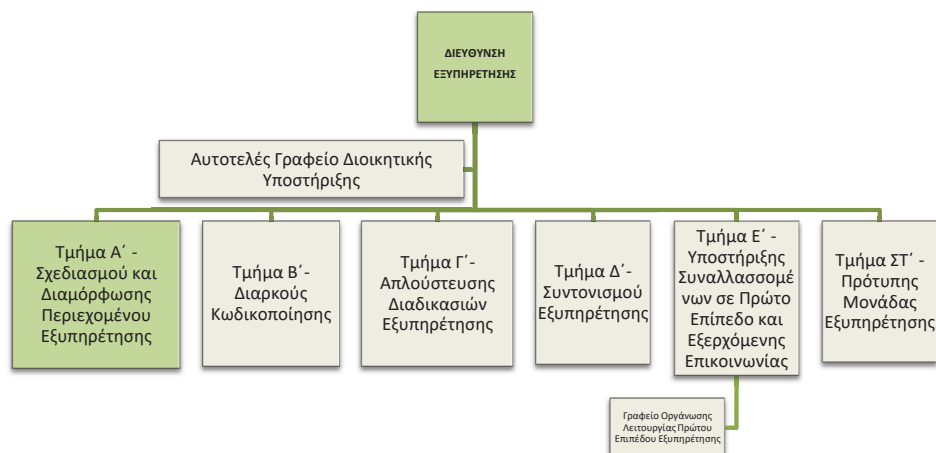 ΔΙΕΥΘΥΝΣΗ
ΕΞΥΠΗΡΕΤΗΣΗΣ
Αυτοτελές Γραφείο Διοικητικής
Υποστήριξης
Τμήμα Α΄ -
Σχεδιασμού και
Διαμόρφωσης
Περιεχομένου
Εξυπηρέτησης
Τμήμα Β΄-
Διαρκούς
Κωδικοποίησης
Τμήμα Γ΄ -
Απλούστευσης
Διαδικασιών
Εξυπηρέτησης
Τμήμα Δ΄-
Συντονισμού
Εξυπηρέτησης
Τμήμα Ε΄ -
Υποστήριξης
Συναλλασσομέ
νων σε Πρώτο
Επίπεδο και
Εξερχόμενης
Επικοινωνίας
Τμήμα ΣΤ΄ -
Πρότυπης
Μονάδας
Εξυπηρέτησης
Γραφείο Οργάνωσης
Λειτουργίας Πρώτου
Επιπέδου Εξυπηρέτησης